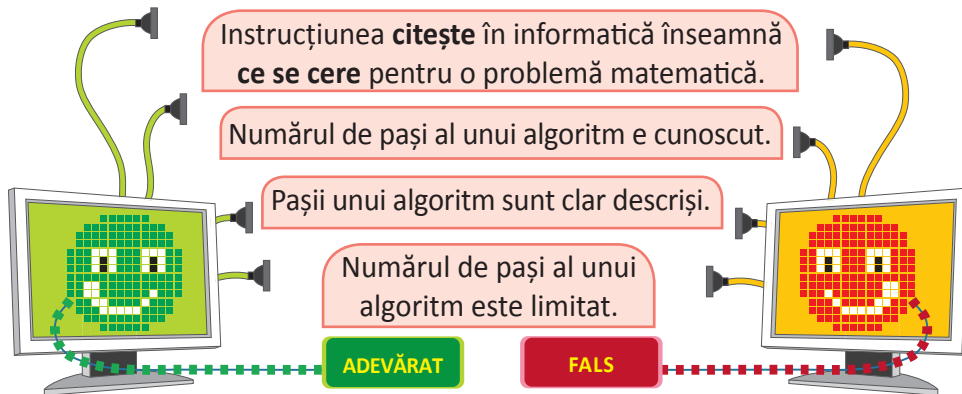 Instrucțiunea citește în informatică înseamnă
ce se cere pentru o problemă matematică.
Numărul de pași al unui algoritm e cunoscut.
Pașii unui algoritm sunt clar descriși.
Numărul de pași al unui
algoritm este limitat.
ADEVĂRAT
FALS